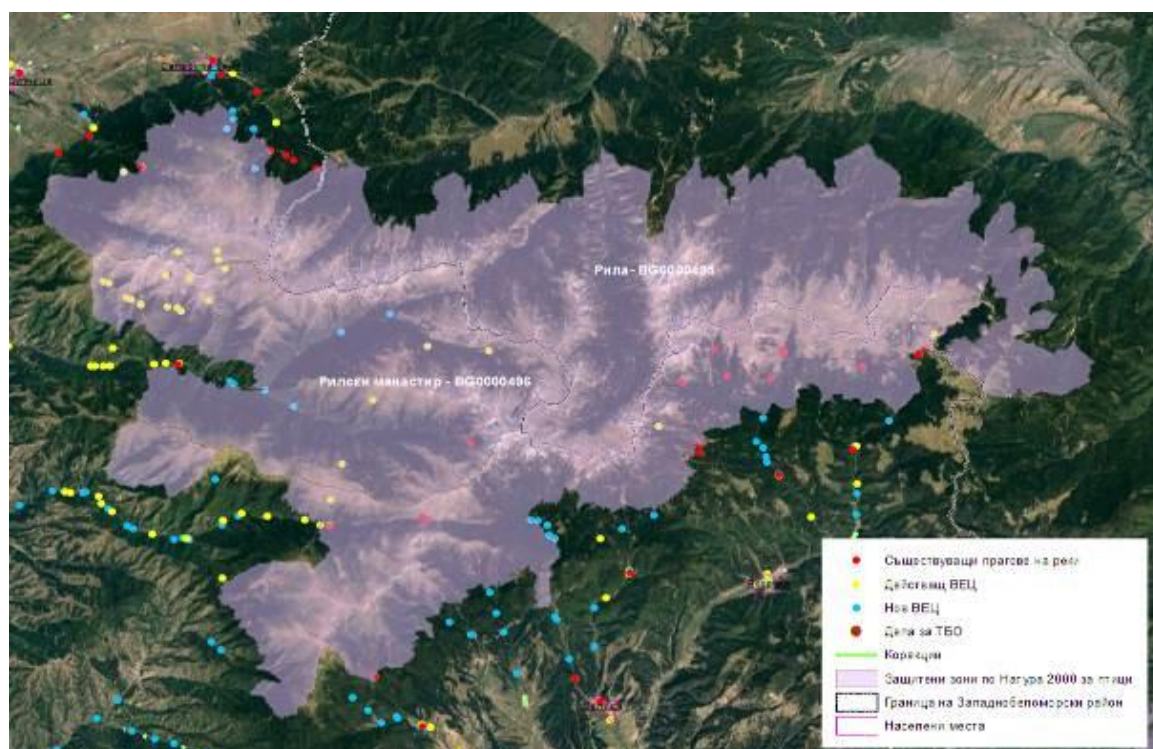 Рила- BG0000495
Рилски манастир - BG0000496
Съществуващи прагове на реки
Действащ ВЕЦ
Нов ВЕЦ
Депа за ТБО
Корекции
Защитени зони по Натура 2000 за птици
Граница на Западнобеломорски район
Населени места